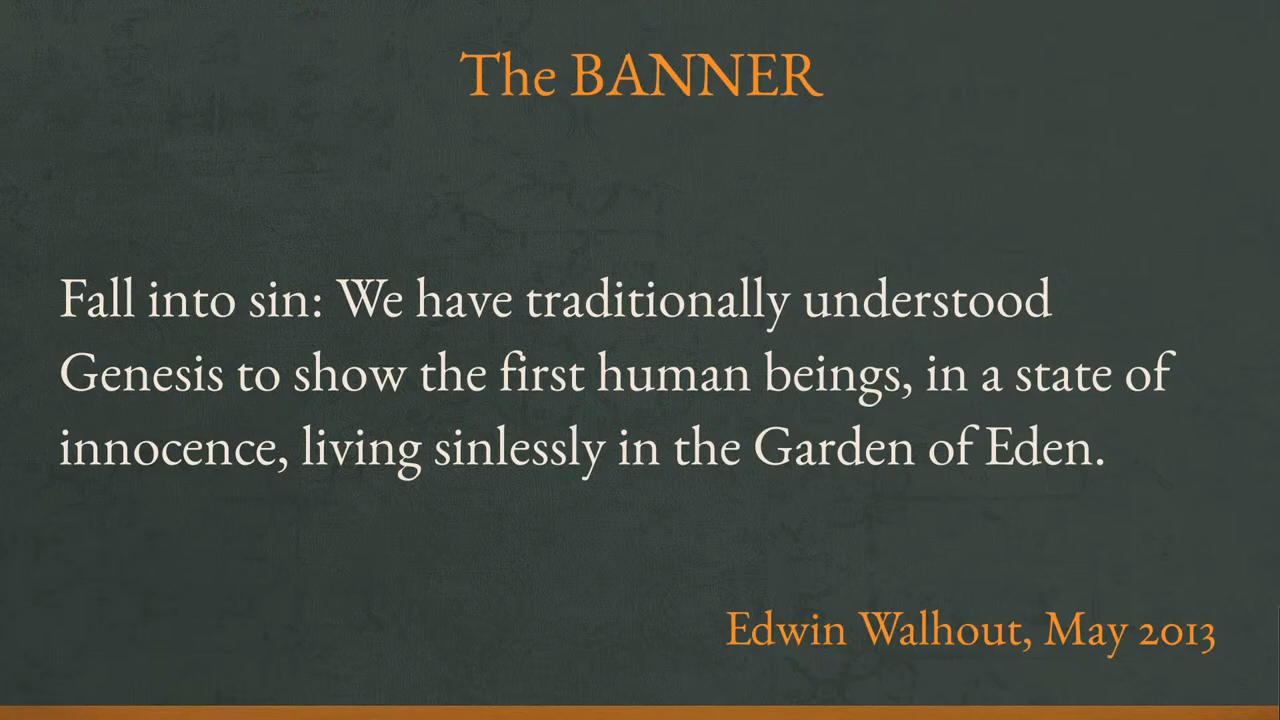 The BANNER
Fall into sin: We have traditionally understood
Genesis to show the first human beings, in a state of
innocence, living sinlessly in the Garden of Eden.
Edwin Walhout, May 2013